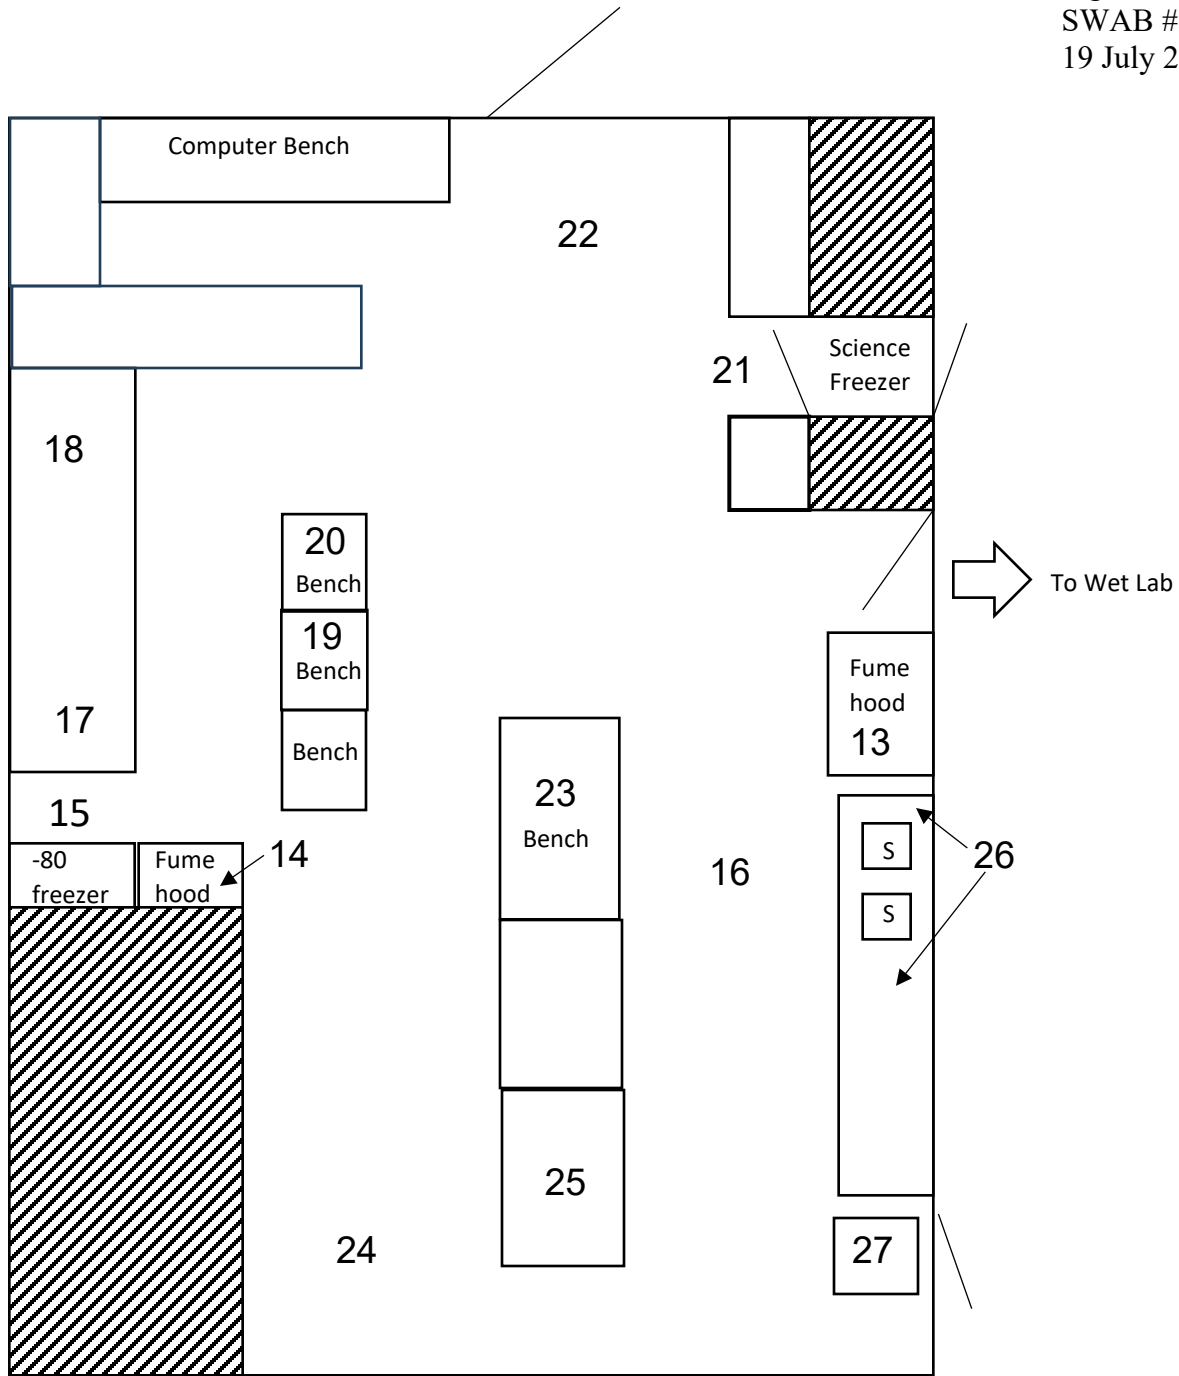 SWAB #
19 July 2
Computer Bench
22
Science
Freezer
21
18
20
Bench
To Wet Lab
19
Bench
Fume
hood
13
17
Bench
23
Bench
15
-80
freezer
Fume
hood
14
16
S
S
26
25
24
27